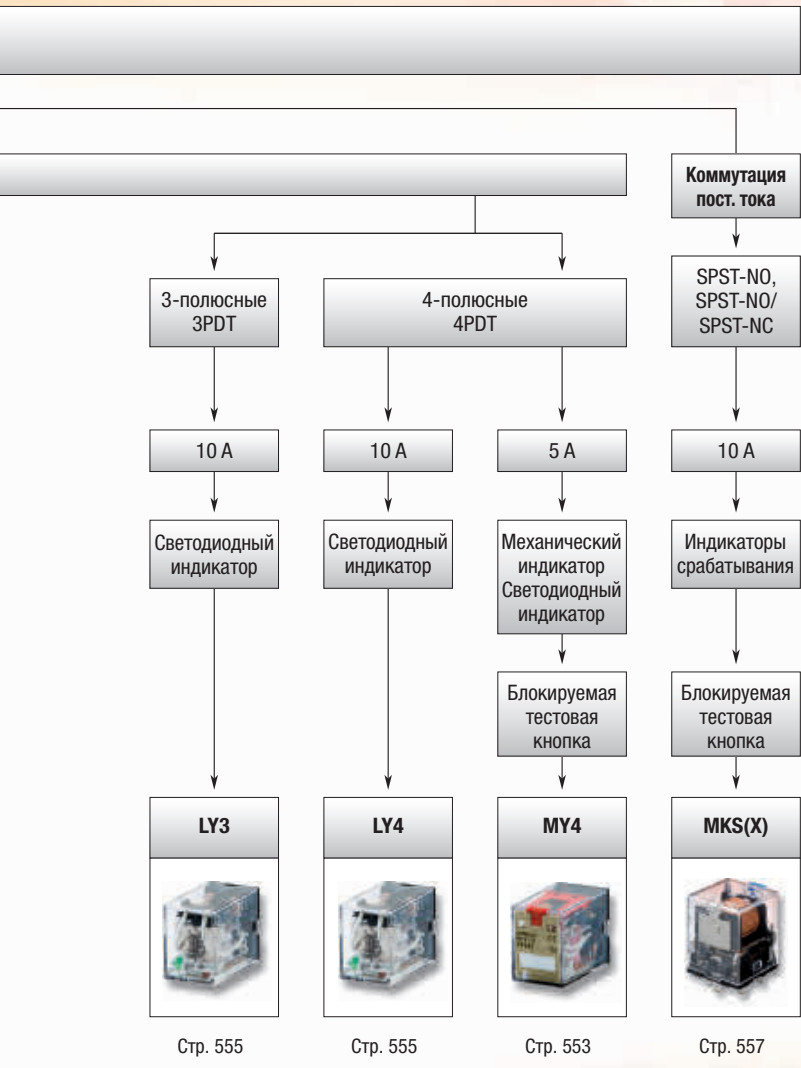 Коммутация
пост. тока
3-полюсные
3PDT
4-полюсные
4PDT
SPST-NO,
SPST-NO/
SPST-NC
10 A
10 A
5 A
10 A
Светодиодный
индикатор
Светодиодный
индикатор
Механический
индикатор
Светодиодный
индикатор
Индикаторы
срабатывания
Блокируемая
тестовая
кнопка
Блокируемая
тестовая
кнопка
LY3
LY4
MY4
MKS(X)
Стр. 555
Стр. 555
Стр. 553
Стр. 557